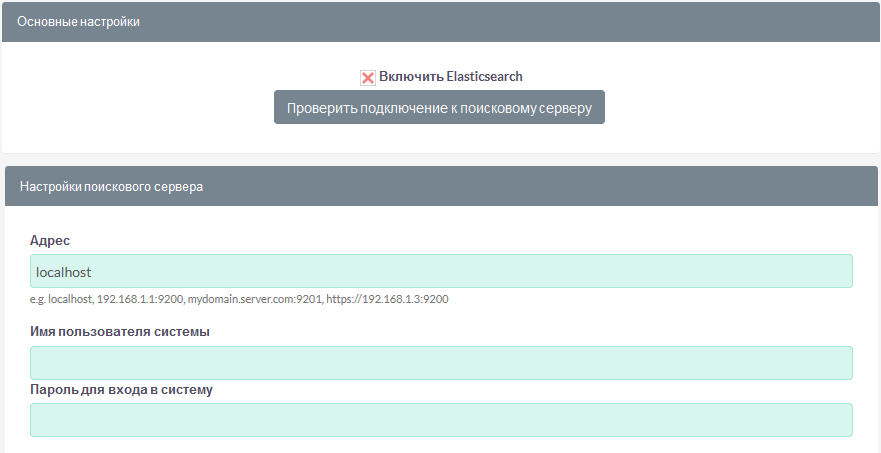 Основные настройки
Включить Elasticsearch
Проверить подключение к поисковому серверу
Настройки поискового сервера
Адрес
localhost
e.g. localhost, 192.168.1.1:9200, mydomain.server.com:9201, https://192.168.1.3:9200
Имя пользователя системы
Пароль для входа в систему